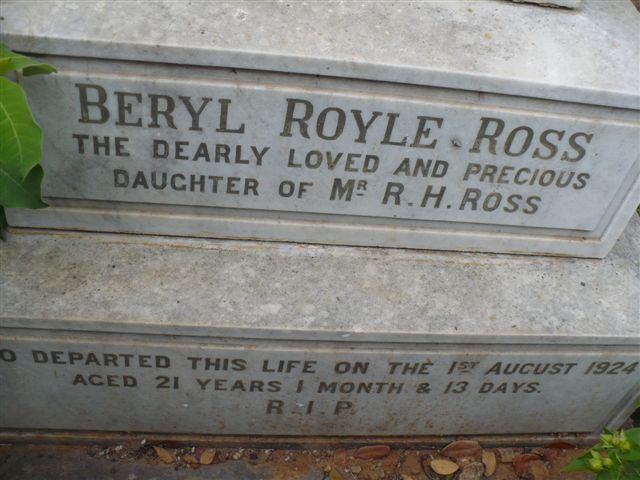 BERYL ROYLE ROSS
THE DEARLY LOVED AND PRECIOUS
DAUGHTER OF MR R.H. ROSS
DEPARTED THIS LIFE ON THE 1ST AUGUST 1924
AGED 21 YEARS 1 MONTH & 13 DAYS.
R.I.P.